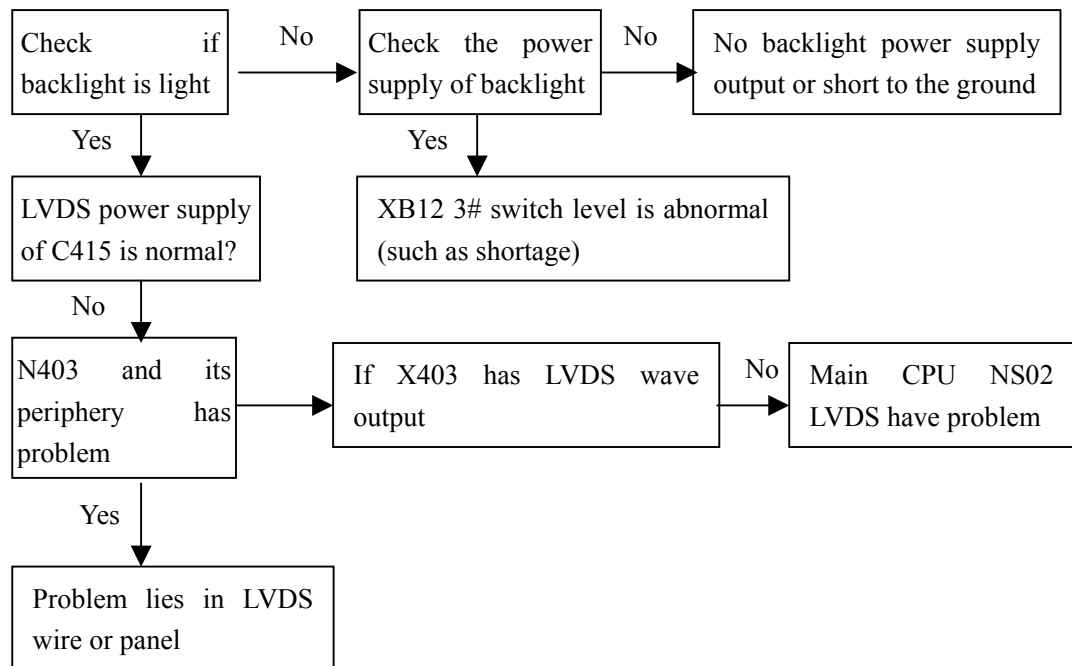 Check if
backlight is light
No
Check the power
supply of backlight
No
No backlight power supply
output or short to the ground
Yes
Yes
LVDS power supply
of C415 is normal?
XB12 3# switch level is abnormal
(such as shortage)
No
N403 and its
periphery has
problem
If X403 has LVDS wave
output
No
Main CPU NS02
LVDS have problem
Yes
Problem lies in LVDS
wire or panel